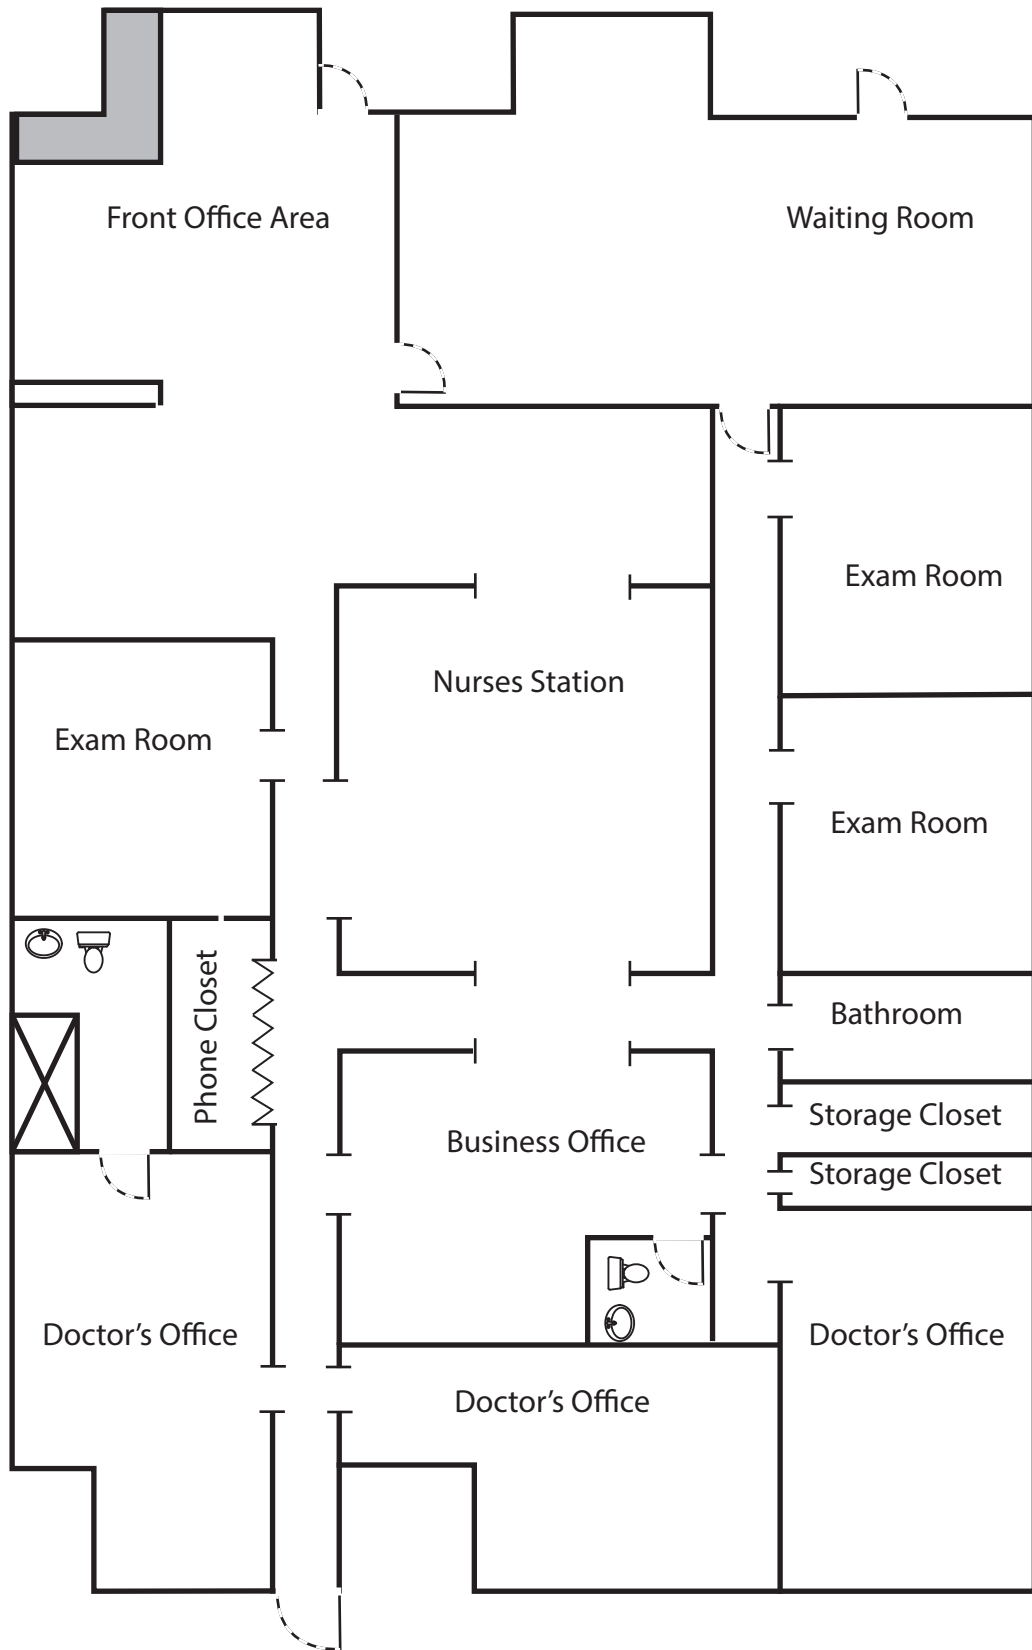 Front Office Area
Waiting Room
Exam Room
Nurses Station
Exam Room
Exam Room
Phone Closet
Bathroom
Storage Closet
Business Office
Storage Closet
Doctor’s Office
Doctor’s Office
Doctor’s Office